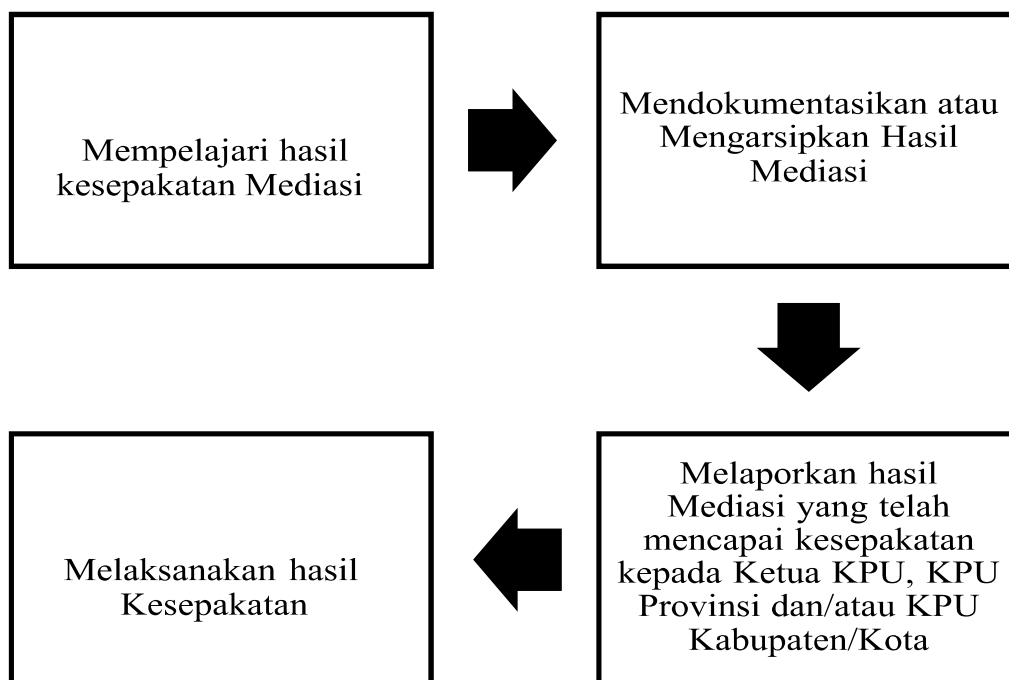 Mempelajari hasil
kesepakatan Mediasi
Mendokumentasikan atau
Mengarsipkan Hasil
Mediasi
Melaporkan hasil
Mediasi yang telah
mencapai kesepakatan
kepada Ketua KPU, KPU
Provinsi dan/atau KPU
Kabupaten/Kota
Melaksanakan hasil
Kesepakatan